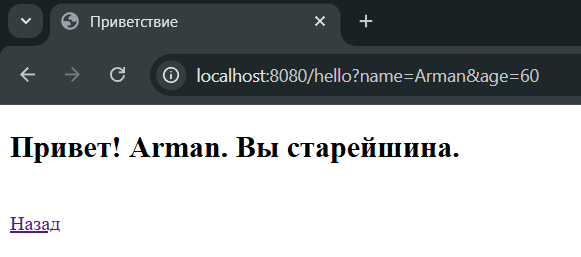 Приветствие
localhost:8080/hello?name=Arman&age=60
Привет! Arman. Вы старейшина.
Назад